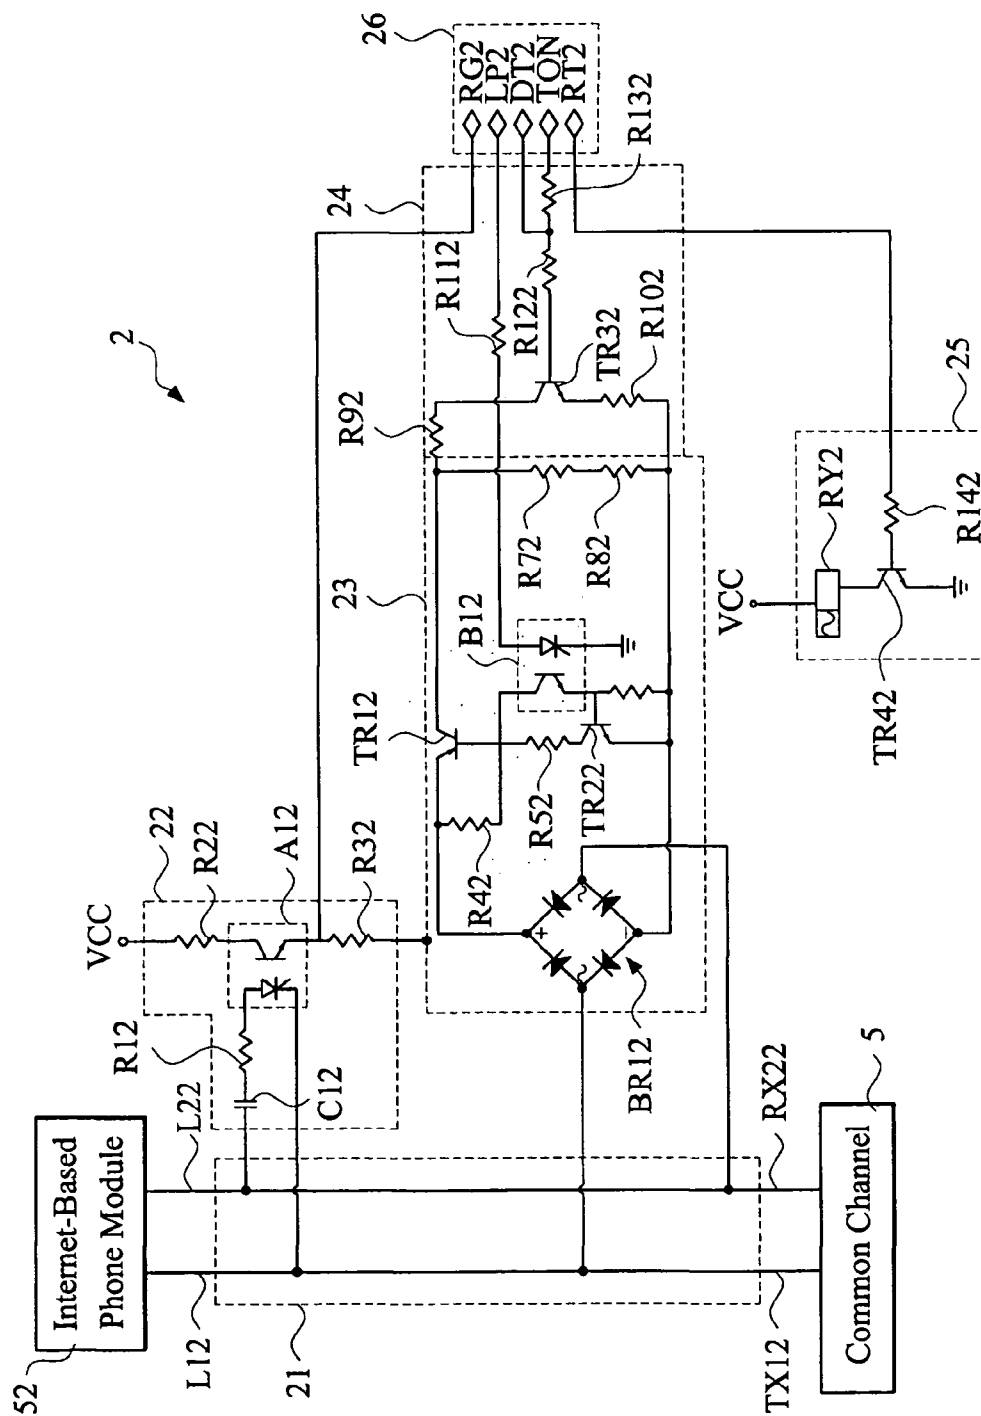 26
RG2
LP2
DT2
TON
RT2
R132
24
R112
R122
TR32
R102
2
R92
23
B12
R72
R82
TR12
R52
TR22
R42
+
-
BR12
25
RY2
R142
VCC
TR42
22
R22
A12
R32
VCC
R12
C12
L22
L12
21
Internet-Based
Phone Module
52
RX22
TX12
5
Common Channel